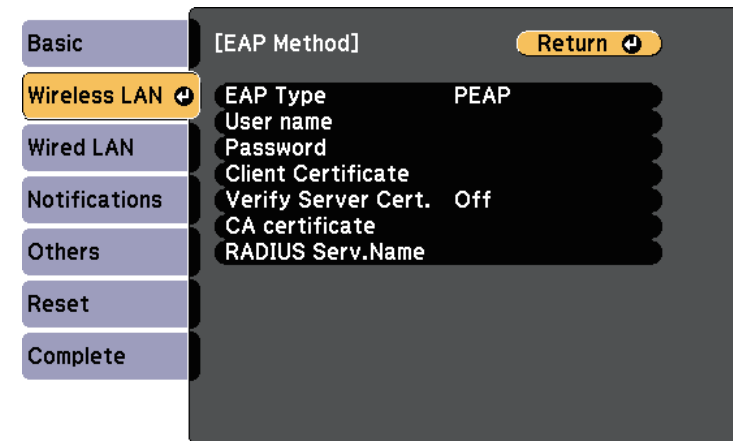 Basic
Wireless LAN
Wired LAN
Notifications
Others
Reset
Complete
[EAP Method]
Return
EAP Type PEAP
User name
Password
Client Certificate
Verify Server Cert. Off
CA certificate
RADIUS Serv.Name